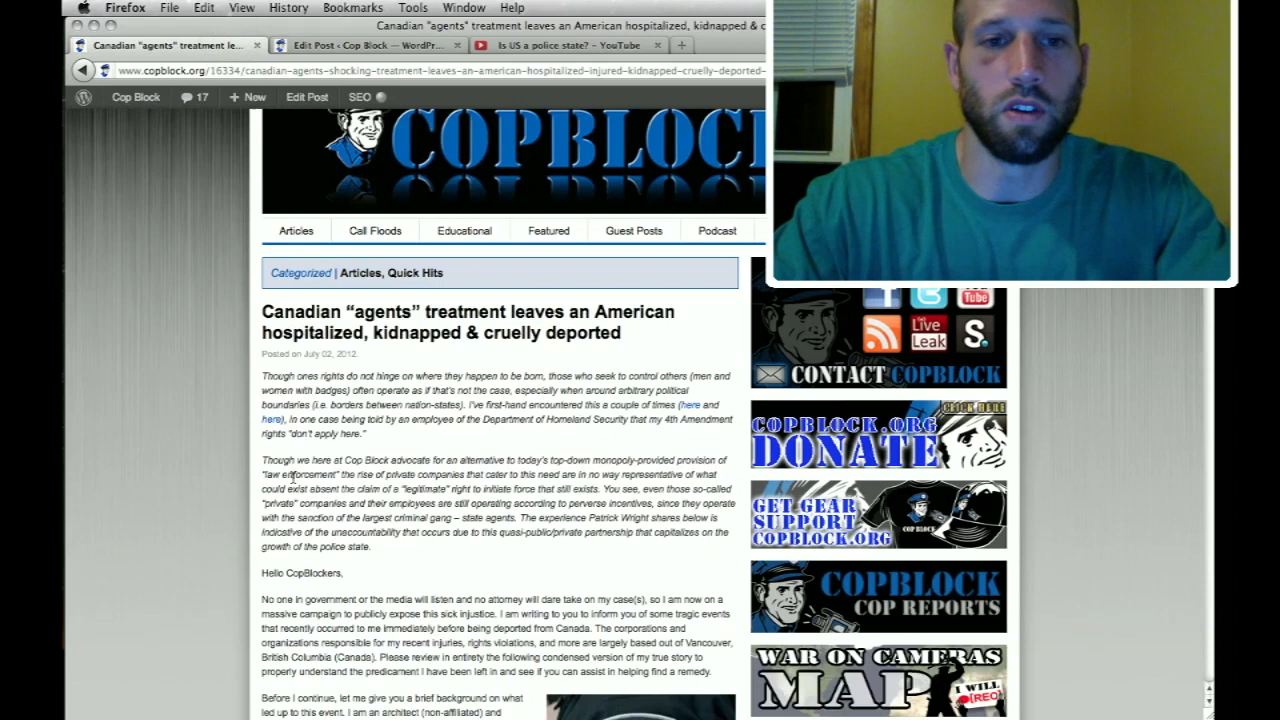 Firefox File Edit View History Bookmarks Tools Window Help
Canadian "agents" treatment leaves an American hospitalized, kidnapped & c
Canadian "agents" treatment le... Edit Post ‹ Cop Block — WordPr... Is US a police state? – YouTube
www.copblock.org/16334/canadian-agents-shocking-treatment-leaves-an-american-hospitalized-injured-kidnapped-cruelly-deported-
Cop Block 17 + New Edit Post SEO
COPBLOC
Articles Call Floods Educational Featured Guest Posts Podcast
Categorized | Articles, Quick Hits
Canadian “agents” treatment leaves an American
hospitalized, kidnapped & cruelly deported
Posted on July 02, 2012.
Though ones rights do not hinge on where they happen to be born, those who seek to control others (men and
women with badges) often operate as if that's not the case, especially when around arbitrary political
boundaries (i.e. borders between nation-states). I've first-hand encountered this a couple of times (here and
here), in one case being told by an employee of the Department of Homeland Security that my 4th Amendment
rights "don't apply here."
Though we here at Cop Block advocate for an alternative to today's top-down monopoly-provided provision of
"law enforcement" the rise of private companies that cater to this need are in no way representative of what
could exist absent the claim of a "legitimate" right to initiate force that still exists. You see, even those so-called
"private" companies and their employees are still operating according to perverse incentives, since they operate
with the sanction of the largest criminal gang – state agents. The experience Patrick Wright shares below is
indicative of the unaccountability that occurs due to this quasi-public/private partnership that capitalizes on the
growth of the police state.
Hello CopBlockers,
No one in government or the media will listen and no attorney will dare take on my case(s), so I am now on a
massive campaign to publicly expose this sick injustice. I am writing to you to inform you of some tragic events
that recently occurred to me immediately before being deported from Canada. The corporations and
organizations responsible for my recent injuries, rights violations, and more are largely based out of Vancouver,
British Columbia (Canada). Please review in entirety the following condensed version of my true story to
properly understand the predicament I have been left in and see if you can assist in helping find a remedy.
Before I continue, let me give you a brief background on what
led up to this event. I am an architect (non-affiliated) and
You Tube
Live Leak S.
CONTACT COPBLOCK
CLICK HERE
COPBLOCK.ORG
DONATE
GET GEAR
SUPPORT
COPBLOCK.ORG
COP BLOCK
COPBLOCK
COP REPORTS
WAR ON CAMERAS
MAP
I WILL
[REC]